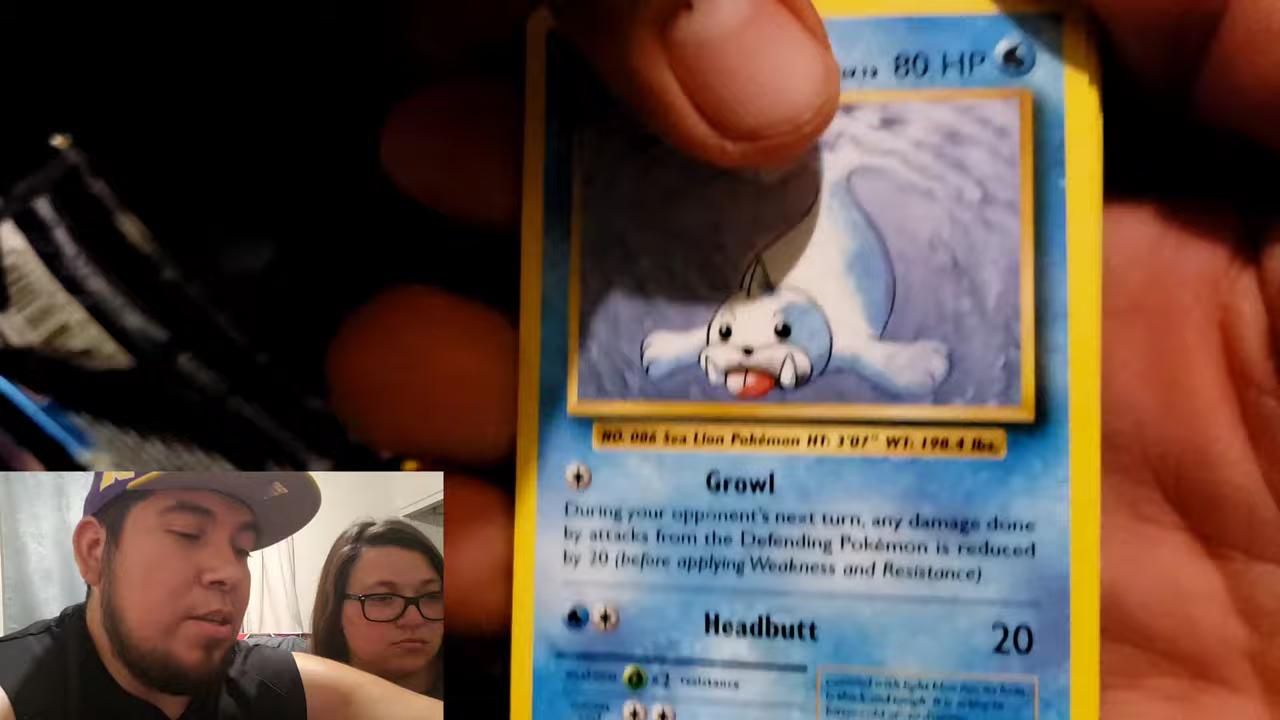 80 HP
NO. 086 Sea Lion Pokémon HT: 3'07" WT: 198.4 lbs.
Growl
During your opponent's next turn, any damage done
by attacks from the Defending Pokémon is reduced
by 20 (before applying Weakness and Resistance)
Headbutt 20
weakness x2 resistance